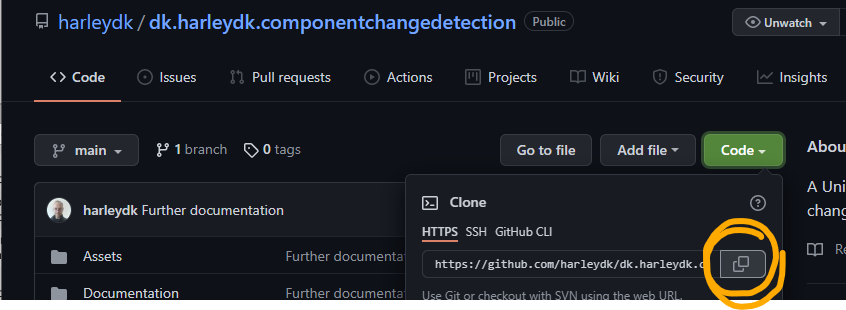 harleydk / dk.harleydk.componentchangedetection Public Unwatch
Code Issues Pull requests Actions Projects Wiki Security Insights
main 1 branch 0 tags Go to file Add file Code
Abou
harleydk Further documentation
Clone
A Uni
chang
HTTPS SSH GitHub CLI
Re
Assets Further documenta
https://github.com/harleydk/dk.harleydk.c
Documentation Further documenta
Use Git or checkout with SVN using the web URL.